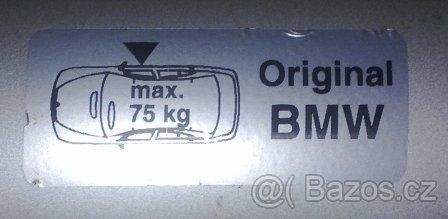 max.
75 kg
Original
BMW
© Bazos.cz